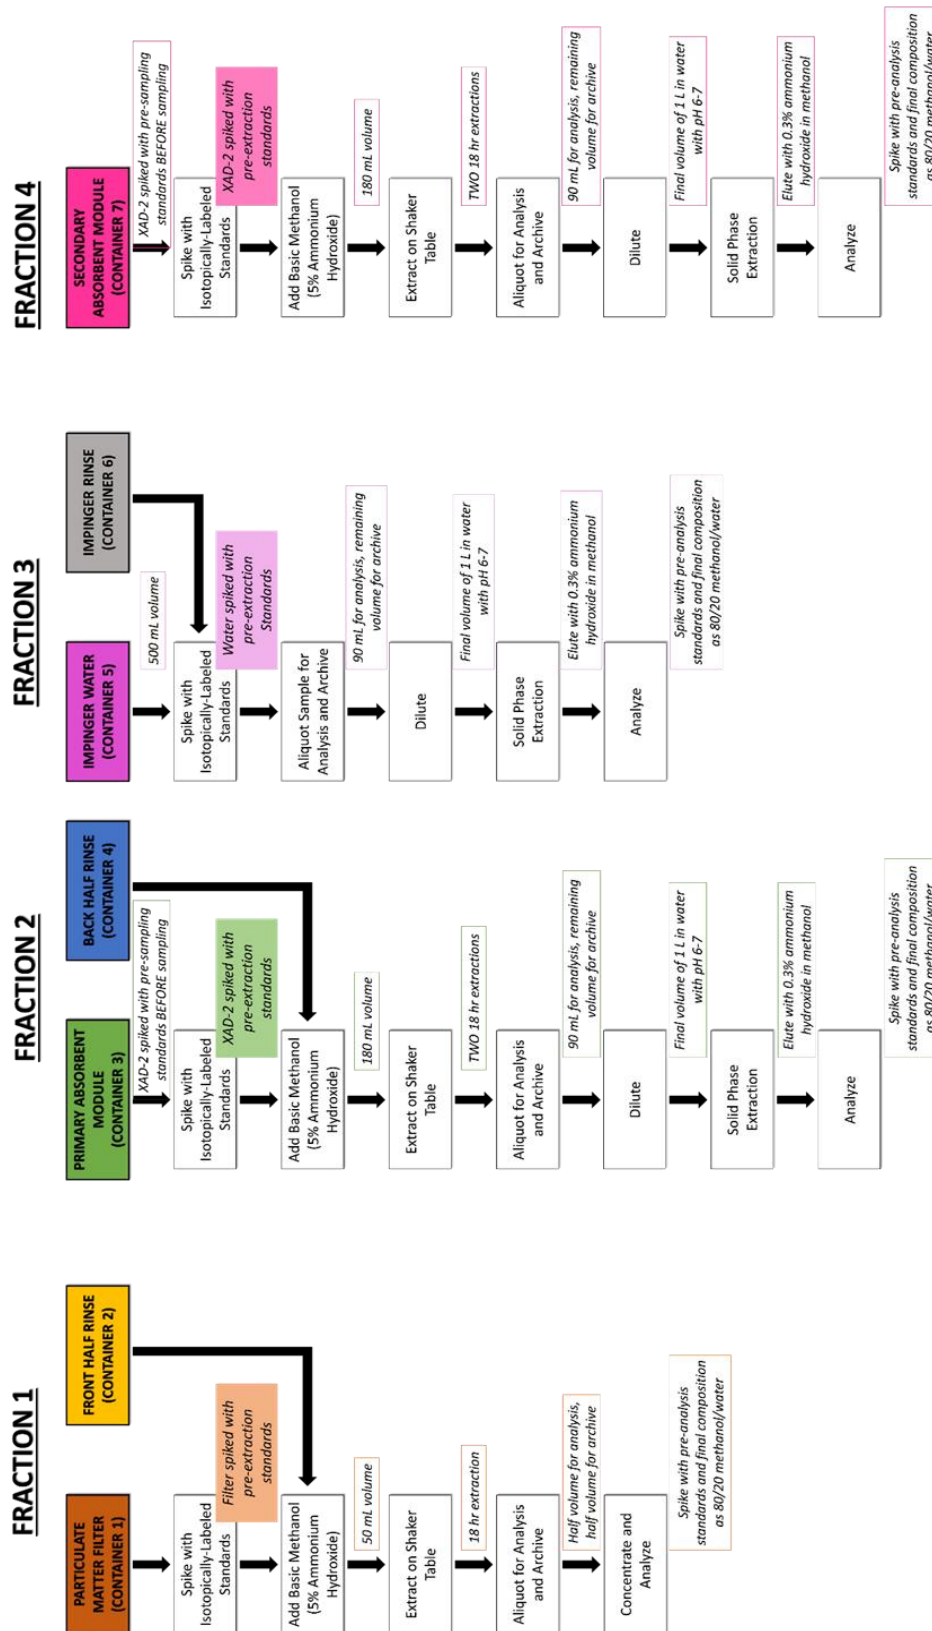 FRACTION 1
PARTICULATE
MATTER FILTER
(CONTAINER 1)
FRONT HALF RINSE
(CONTAINER 2)
Spike with
Isotopically-Labeled
Standards
Filter spiked with
pre-extraction
standards
Add Basic Methanol
(5% Ammonium
Hydroxide)
50 mL volume
Extract on Shaker
Table
18 hr extraction
Aliquot for Analysis
and Archive
Half volume for analysis,
half volume for archive
Concentrate and
Analyze
Spike with pre-analysis
standards and final composition
as 80/20 methanol/water
FRACTION 2
PRIMARY ABSORBENT
MODULE
(CONTAINER 3)
BACK HALF RINSE
(CONTAINER 4)
XAD-2 spiked with pre-sampling
standards BEFORE sampling
Spike with
Isotopically-Labeled
Standards
XAD-2 spiked with
pre-extraction
standards
Add Basic Methanol
(5% Ammonium
Hydroxide)
180 mL volume
Extract on Shaker
Table
TWO 18 hr extractions
Aliquot for Analysis
and Archive
90 mL for analysis, remaining
volume for archive
Dilute
Final volume of 1 L in water
with pH 6-7
Solid Phase
Extraction
Elute with 0.3% ammonium
hydroxide in methanol
Analyze
Spike with pre-analysis
standards and final composition
as 80/20 methanol/water
FRACTION 3
IMPINGER WATER
(CONTAINER 5)
IMPINGER RINSE
(CONTAINER 6)
500 mL volume
Spike with
Isotopically-Labeled
Standards
Water spiked with
pre-extraction
Standards
Aliquot Sample for
Analysis and Archive
90 mL for analysis, remaining
volume for archive
Dilute
Final volume of 1 L in water
with pH 6-7
Solid Phase
Extraction
Elute with 0.3% ammonium
hydroxide in methanol
Analyze
Spike with pre-analysis
standards and final composition
as 80/20 methanol/water
FRACTION 4
SECONDARY
ABSORBENT MODULE
(CONTAINER 7)
XAD-2 spiked with pre-sampling
standards BEFORE sampling
Spike with
Isotopically-Labeled
Standards
XAD-2 spiked with
pre-extraction
standards
Add Basic Methanol
(5% Ammonium
Hydroxide)
180 mL volume
Extract on Shaker
Table
TWO 18 hr extractions
Aliquot for Analysis
and Archive
90 mL for analysis, remaining
volume for archive
Dilute
Final volume of 1 L in water
with pH 6-7
Solid Phase
Extraction
Elute with 0.3% ammonium
hydroxide in methanol
Analyze
Spike with pre-analysis
standards and final composition
as 80/20 methanol/water